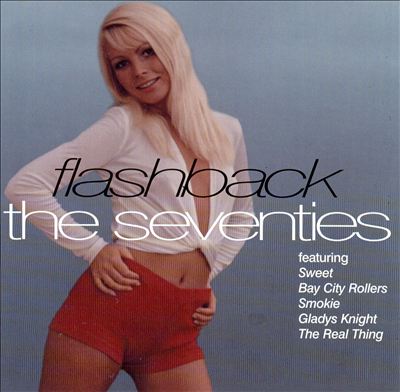 flashback
the seventies
featuring
Sweet
Bay City Rollers
Smokie
Gladys Knight
The Real Thing